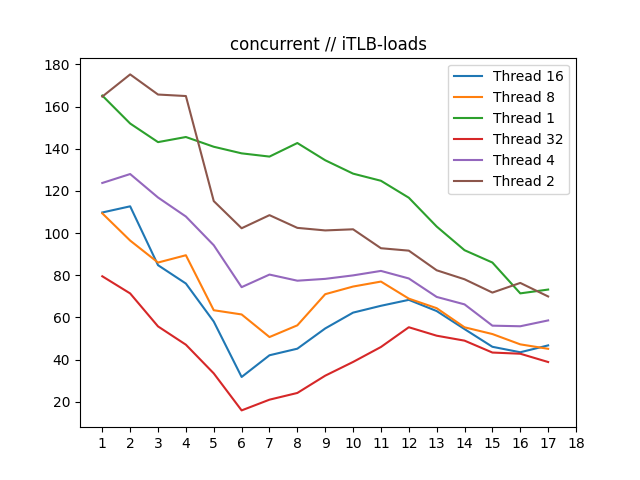 concurrent // iTLB-loads
180
160
140
120
100
80
60
40
20
Thread 16
Thread 8
Thread 1
Thread 32
Thread 4
Thread 2
1 2 3 4 5 6 7 8 9 10 11 12 13 14 15 16 17 18